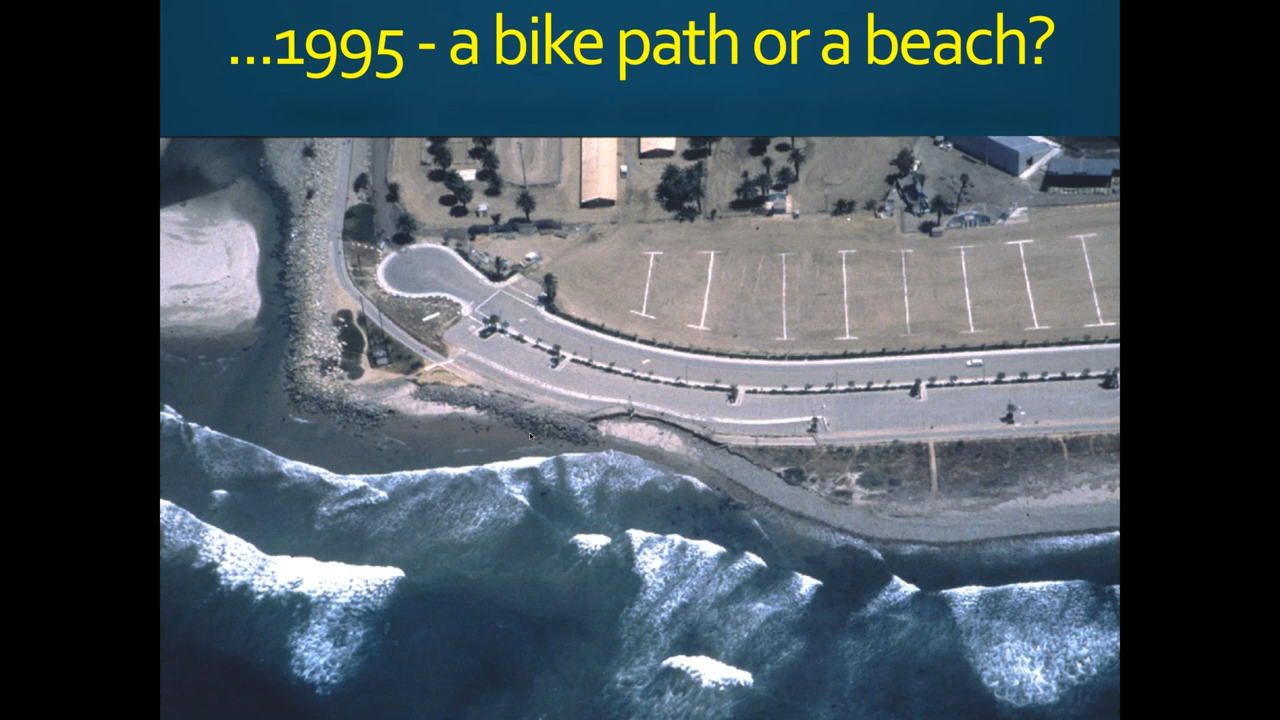 ...1995 - a bike path or a beach?